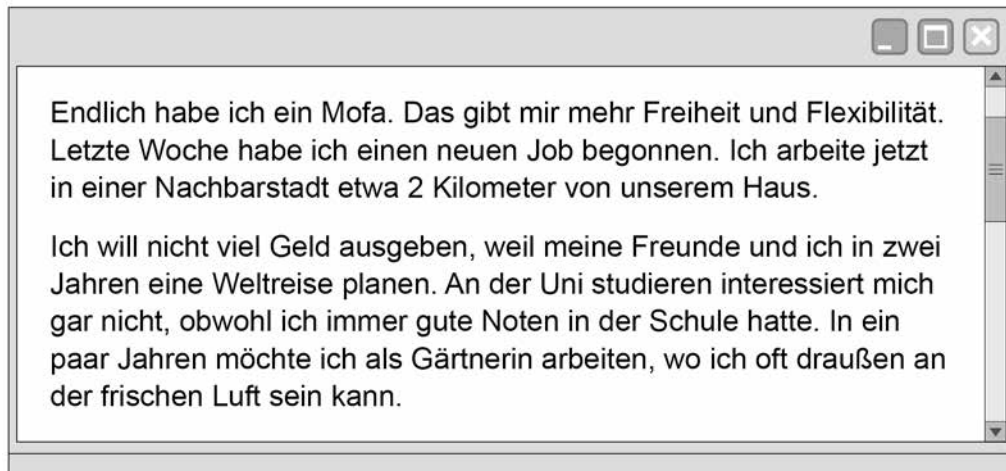 Endlich habe ich ein Mofa. Das gibt mir mehr Freiheit und Flexibilität.
Letzte Woche habe ich einen neuen Job begonnen. Ich arbeite jetzt
in einer Nachbarstadt etwa 2 Kilometer von unserem Haus.
Ich will nicht viel Geld ausgeben, weil meine Freunde und ich in zwei
Jahren eine Weltreise planen. An der Uni studieren interessiert mich
gar nicht, obwohl ich immer gute Noten in der Schule hatte. In ein
paar Jahren möchte ich als Gärtnerin arbeiten, wo ich oft draußen an
der frischen Luft sein kann.